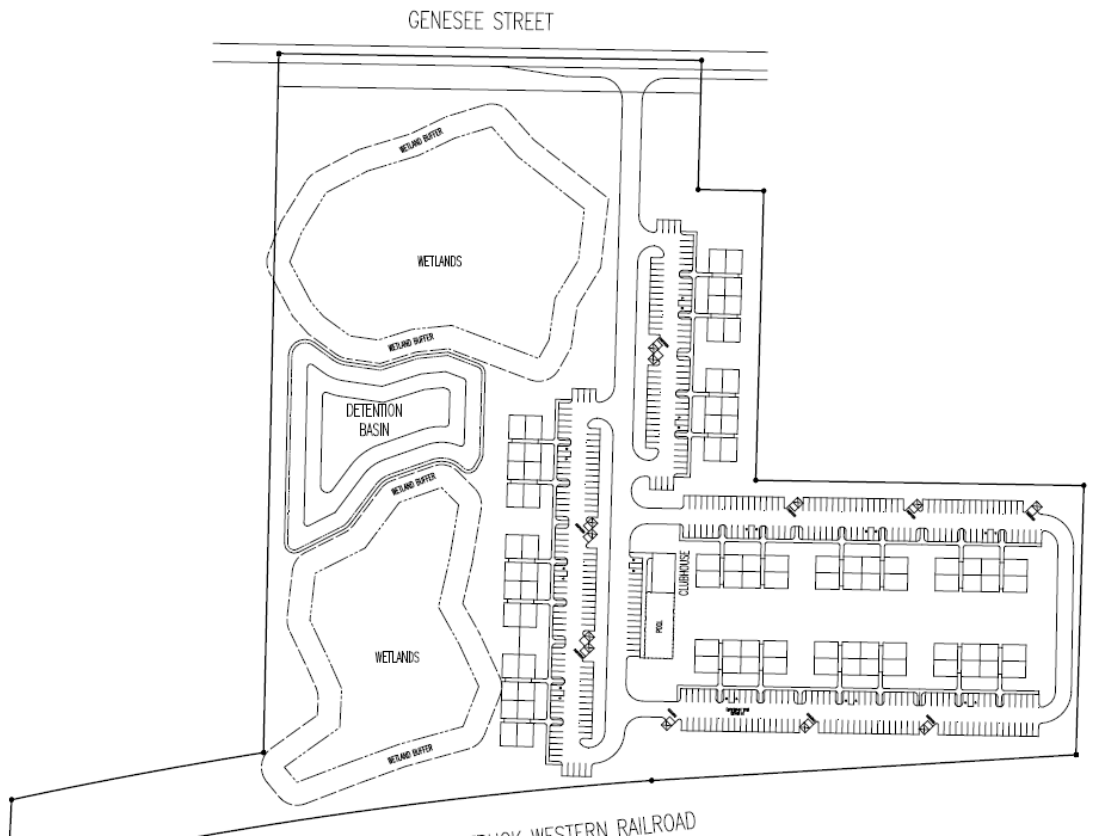 GENESEE STREET
WETLAND BUFFER
WETLANDS
WETLAND BUFFER
DETENTION
BASIN
WETLAND BUFFER
CLUBHOUSE
POOL
WETLANDS
WETLAND BUFFER
WESTERN RAILROAD